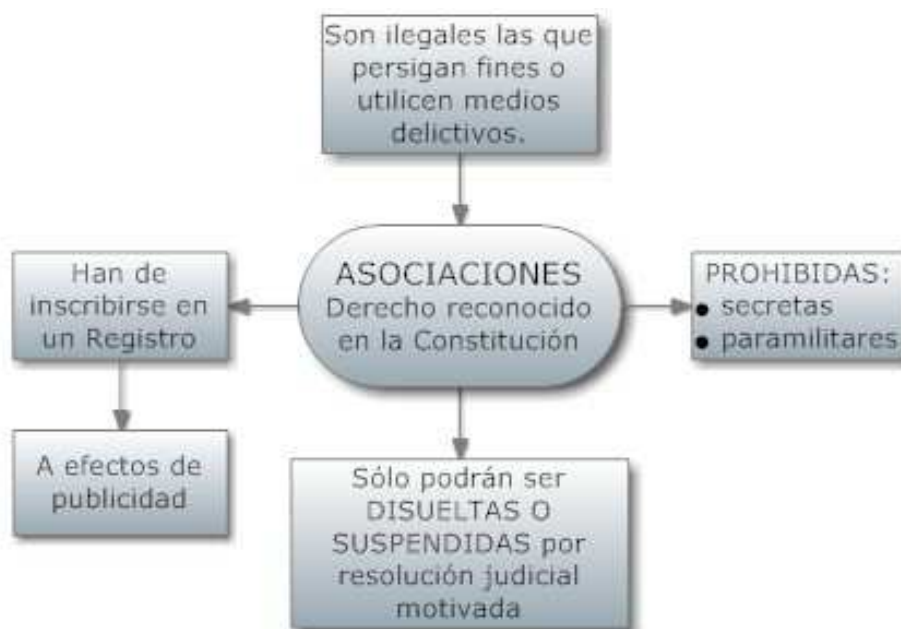 Son ilegales las que
persigan fines o
utilicen medios
delictivos.
ASOCIACIONES
Derecho reconocido
en la Constitución
Han de
inscribirse en
un Registro
PROHIBIDAS:
• secretas
• paramilitares
A efectos de
publicidad
Sólo podrán ser
DISUELTAS O
SUSPENDIDAS por
resolución judicial
motivada